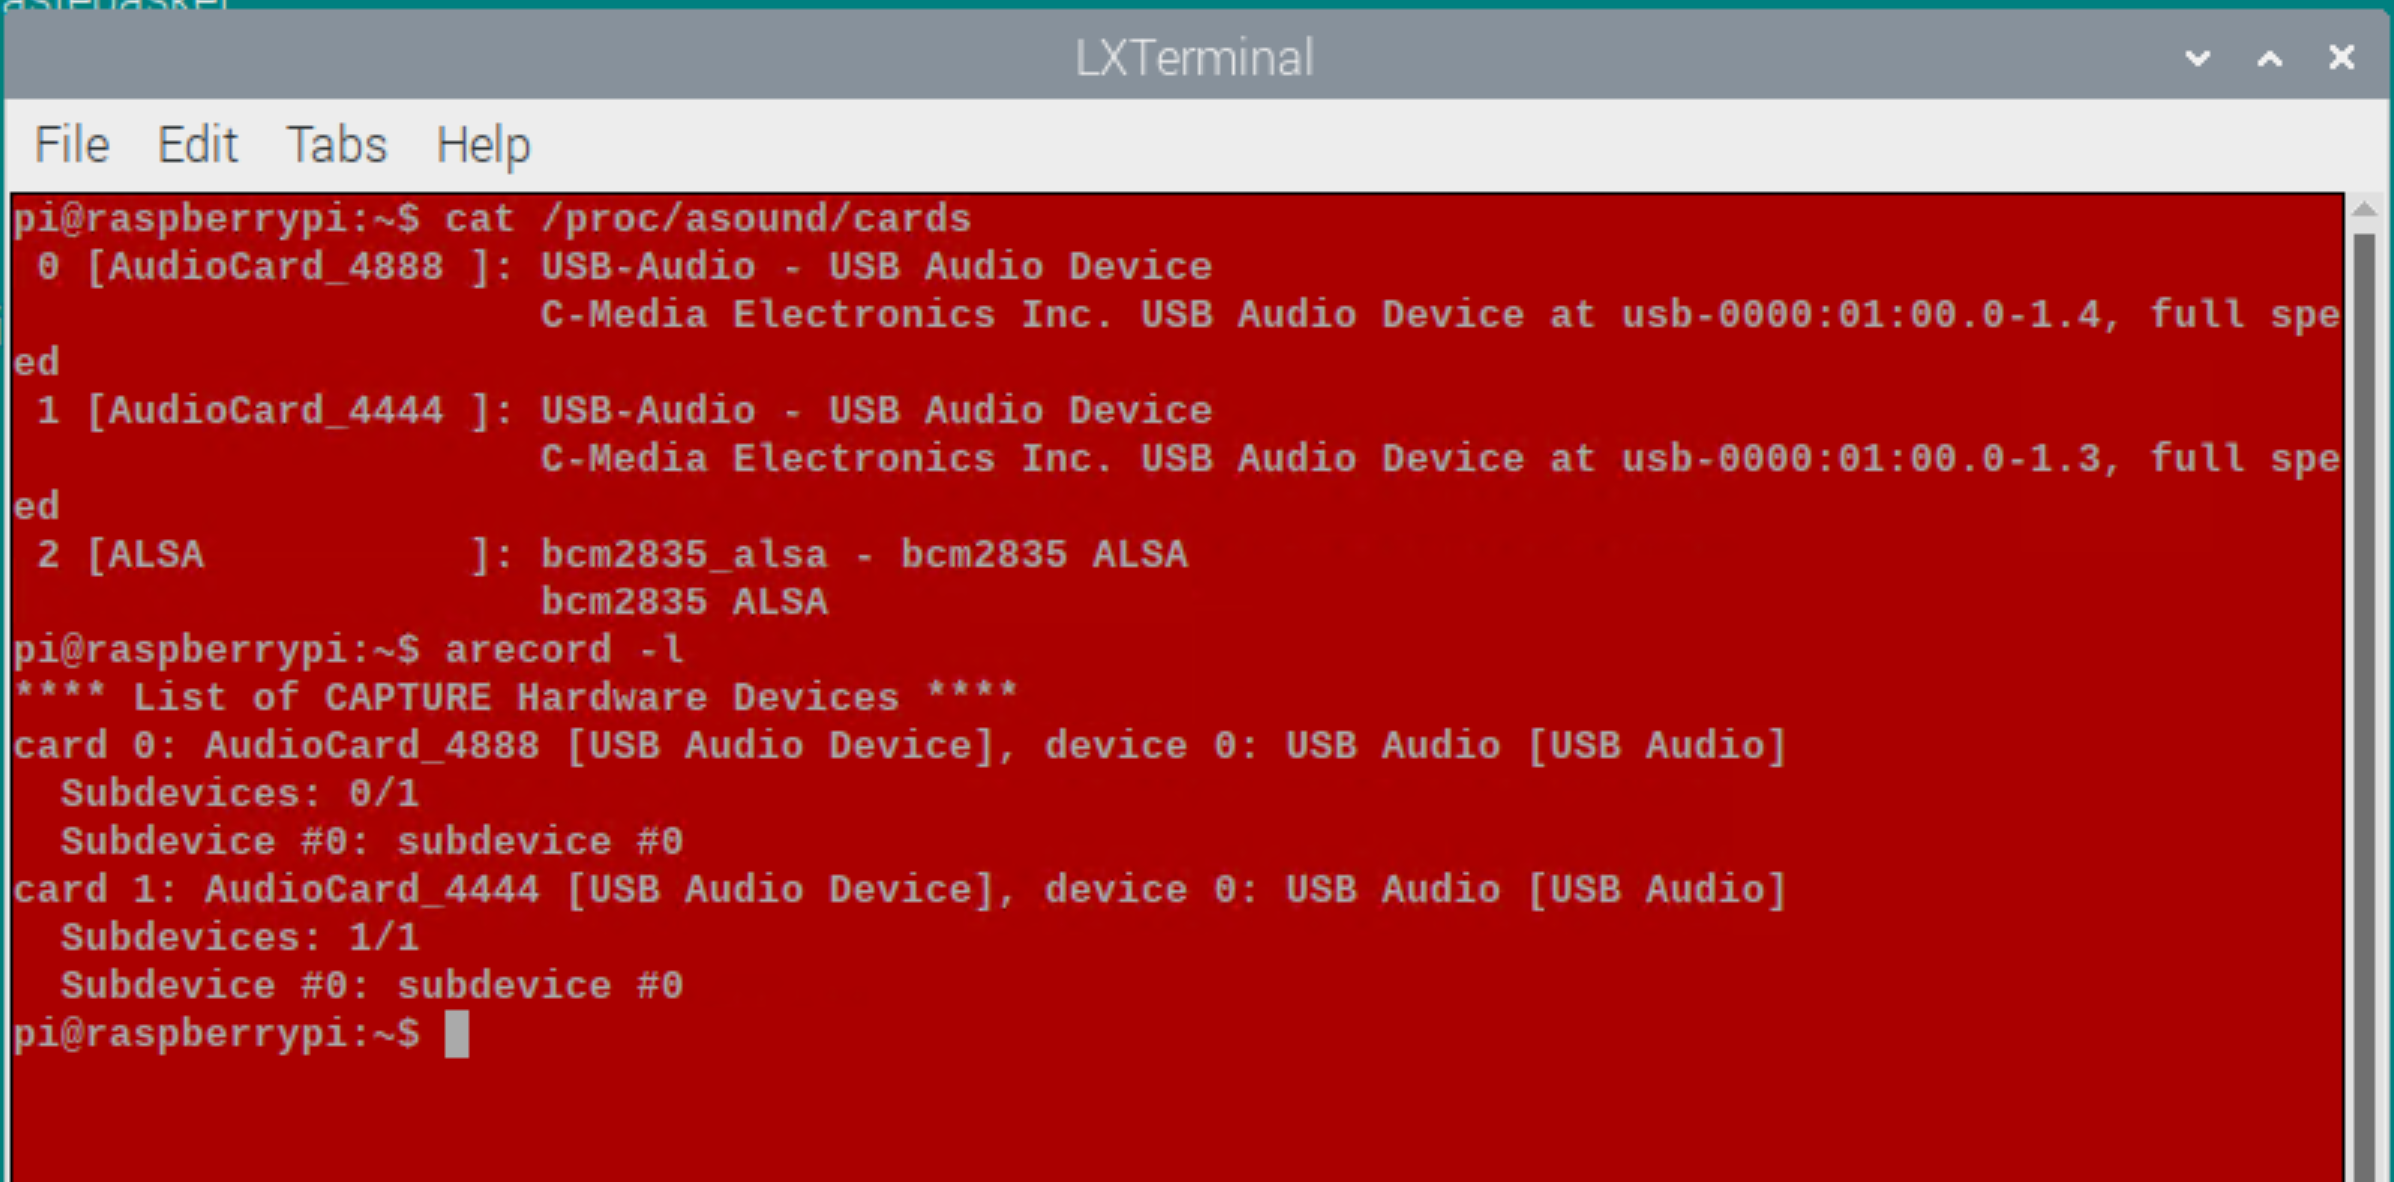 LXTerminal
File Edit Tabs Help
pi@raspberrypi:~$ cat /proc/asound/cards
 0 [AudioCard_4888 ]: USB-Audio - USB Audio Device
                      C-Media Electronics Inc. USB Audio Device at usb-0000:01:00.0-1.4, full spe
ed
 1 [AudioCard_4444 ]: USB-Audio - USB Audio Device
                      C-Media Electronics Inc. USB Audio Device at usb-0000:01:00.0-1.3, full spe
ed
 2 [ALSA           ]: bcm2835_alsa - bcm2835 ALSA
                      bcm2835 ALSA
pi@raspberrypi:~$ arecord -l
**** List of CAPTURE Hardware Devices ****
card 0: AudioCard_4888 [USB Audio Device], device 0: USB Audio [USB Audio]
  Subdevices: 0/1
  Subdevice #0: subdevice #0
card 1: AudioCard_4444 [USB Audio Device], device 0: USB Audio [USB Audio]
  Subdevices: 1/1
  Subdevice #0: subdevice #0
pi@raspberrypi:~$